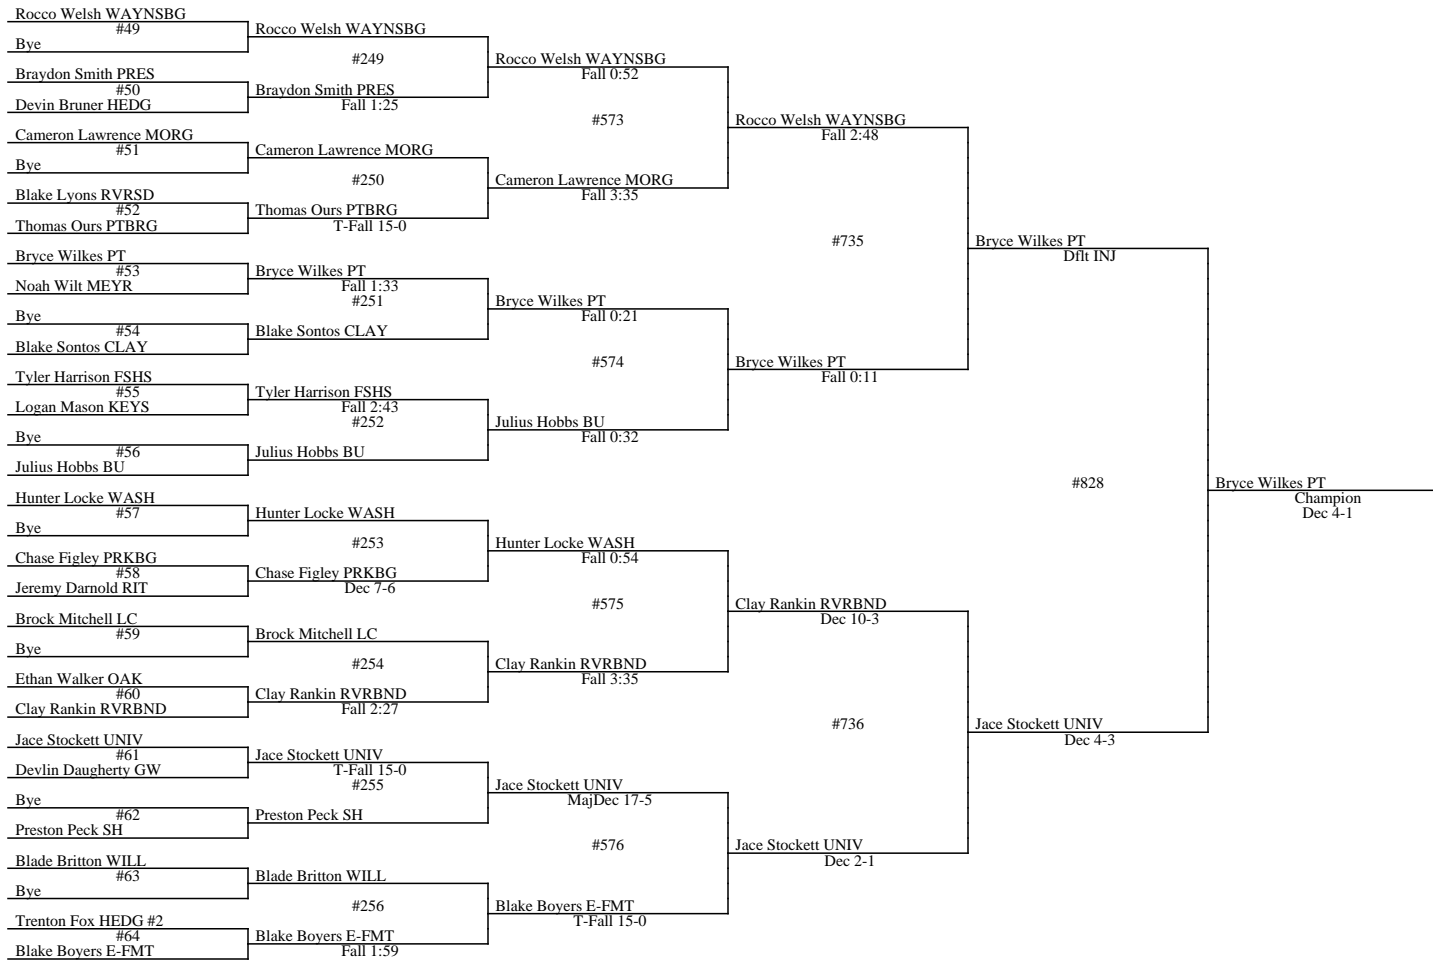 Rocco Welsh WAYNSBG
#49
Bye
Braydon Smith PRES
#50
Devin Bruner HEDG
Cameron Lawrence MORG
#51
Bye
Blake Lyons RVRSD
#52
Thomas Ours PTBRG
Bryce Wilkes PT
#53
Noah Wilt MEYR
Bye
#54
Blake Sontos CLAY
Tyler Harrison FSHS
#55
Logan Mason KEYS
Bye
#56
Julius Hobbs BU
Hunter Locke WASH
#57
Bye
Chase Figley PRKBG
#58
Jeremy Darnold RIT
Brock Mitchell LC
#59
Bye
Ethan Walker OAK
#60
Clay Rankin RVRBND
Jace Stockett UNIV
#61
Devlin Daugherty GW
Bye
#62
Preston Peck SH
Blade Britton WILL
#63
Bye
Trenton Fox HEDG #2
#64
Blake Boyers E-FMT
Rocco Welsh WAYNSBG
#249
Braydon Smith PRES
Fall 1:25
Cameron Lawrence MORG
#250
Thomas Ours PTBRG
T-Fall 15-0
Bryce Wilkes PT
Fall 1:33
#251
Blake Sontos CLAY
Tyler Harrison FSHS
Fall 2:43
#252
Julius Hobbs BU
Hunter Locke WASH
#253
Chase Figley PRKBG
Dec 7-6
Brock Mitchell LC
#254
Clay Rankin RVRBND
Fall 2:27
Jace Stockett UNIV
T-Fall 15-0
#255
Preston Peck SH
Blade Britton WILL
#256
Blake Boyers E-FMT
Fall 1:59
Rocco Welsh WAYNSBG
Fall 0:52
#573
Cameron Lawrence MORG
Fall 3:35
Bryce Wilkes PT
Fall 0:21
#574
Julius Hobbs BU
Fall 0:32
Hunter Locke WASH
Fall 0:54
#575
Clay Rankin RVRBND
Fall 3:35
Jace Stockett UNIV
MajDec 17-5
#576
Blake Boyers E-FMT
T-Fall 15-0
Rocco Welsh WAYNSBG
Fall 2:48
#735
Bryce Wilkes PT
Fall 0:11
Clay Rankin RVRBND
Dec 10-3
#736
Jace Stockett UNIV
Dec 2-1
Bryce Wilkes PT
Dflt INJ
#828
Jace Stockett UNIV
Dec 4-3
Bryce Wilkes PT
Champion
Dec 4-1